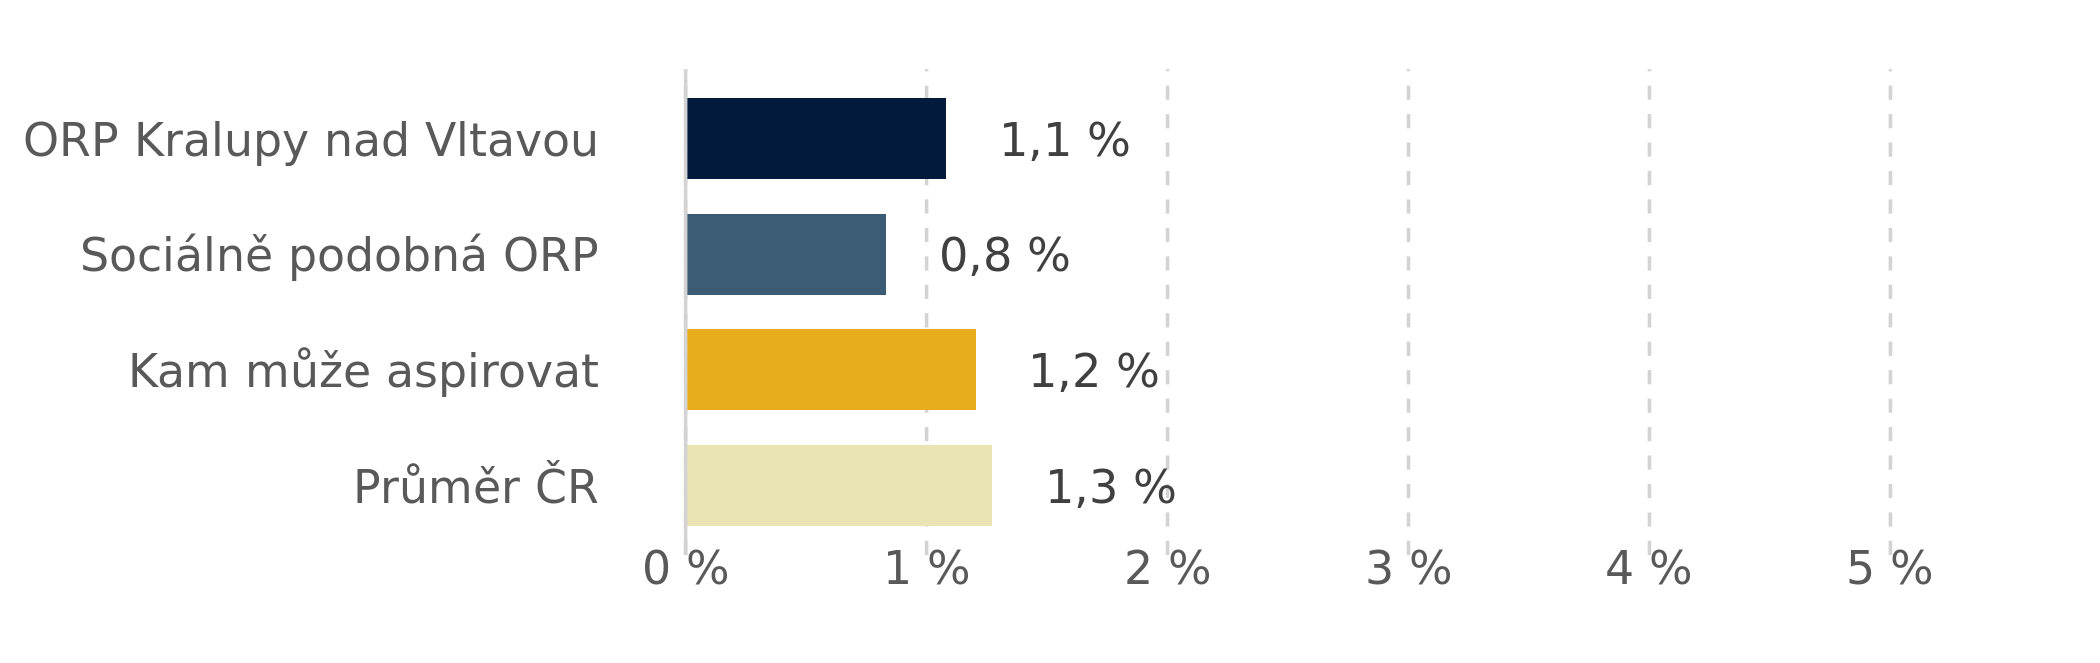 ORP Kralupy nad Vltavou 1,1 %
Sociálně podobná ORP 0,8 %
Kam může aspirovat 1,2 %
Průměr ČR 1,3 %
0 % 1 % 2 % 3 % 4 % 5 %